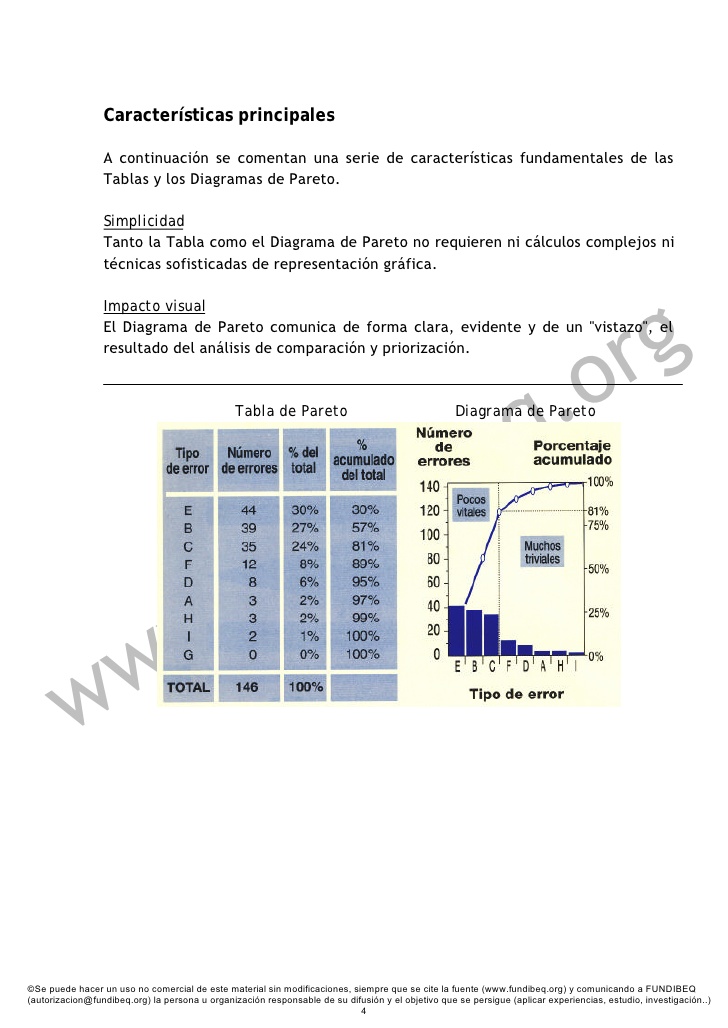 Características principales
A continuación se comentan una serie de características fundamentales de las
Tablas y los Diagramas de Pareto.
Simplicidad
Tanto la Tabla como el Diagrama de Pareto no requieren ni cálculos complejos ni
técnicas sofisticadas de representación gráfica.
Impacto visual
El Diagrama de Pareto comunica de forma clara, evidente y de un "vistazo", el
resultado del análisis de comparación y priorización.
Tabla de Pareto
Tipo de error Número de errores % del total % acumulado del total
E 44 30% 30%
B 39 27% 57%
C 35 24% 81%
F 12 8% 89%
D 8 6% 95%
A 3 2% 97%
H 3 2% 99%
I 2 1% 100%
G 0 0% 100%
TOTAL 146 100%
Diagrama de Pareto
Número
de
errores
Porcentaje
acumulado
140
120
100
80
60
40
20
0
Pocos
vitales
Muchos
triviales
100%
81%
75%
50%
25%
0%
E B C F D A H I
Tipo de error
©Se puede hacer un uso no comercial de este material sin modificaciones, siempre que se cite la fuente (www.fundibeq.org) y comunicando a FUNDIBEQ
(autorizacion@fundibeq.org) la persona u organización responsable de su difusión y el objetivo que se persigue (aplicar experiencias, estudio, investigación..)
4